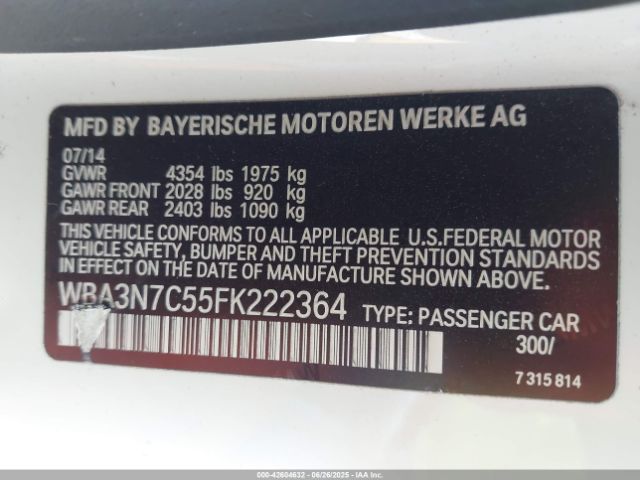 MFD BY BAYERISCHE MOTOREN WERKE AG
07/14
GVWR 4354 lbs 1975 kg
GAWR FRONT 2028 lbs 920 kg
GAWR REAR 2403 lbs 1090 kg
THIS VEHICLE CONFORMS TO ALL APPLICABLE U.S.FEDERAL MOTOR
VEHICLE SAFETY, BUMPER AND THEFT PREVENTION STANDARDS
IN EFFECT ON THE DATE OF MANUFACTURE SHOWN ABOVE.
WBA3N7C55FK222364 TYPE: PASSENGER CAR
300/
7 315 814
000-42604632 - 06/26/2025 - IAA Inc.